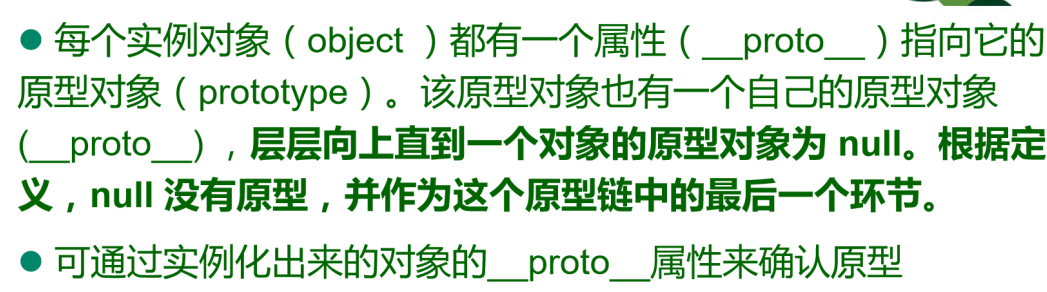 ● 每个实例对象（object ）都有一个属性（__proto__）指向它的
原型对象（prototype）。该原型对象也有一个自己的原型对象
(__proto__) ，层层向上直到一个对象的原型对象为 null。根据定
义，null 没有原型，并作为这个原型链中的最后一个环节。
● 可通过实例化出来的对象的__proto__属性来确认原型